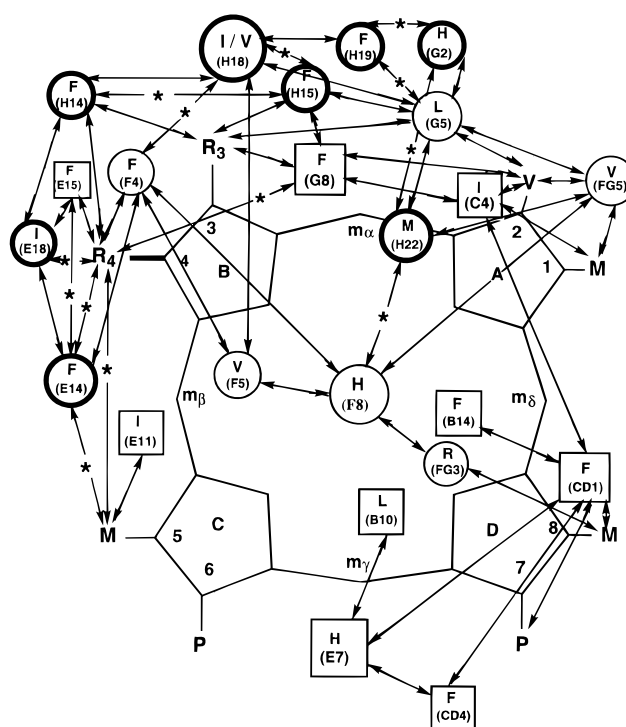 I / V
(H18)
*
F
(H19)
*
H
(G2)
*
F
(H14)
*
*
F
(H15)
L
(G5)
F
(E15)
F
(F4)
R3
F
(G8)
*
*
I
(C4)
V
V
(FG5)
I
(E18)
*
R4
*
*
*
3
4
B
mα
M
(H22)
2
A
1
M
F
(E14)
*
V
(F5)
mβ
H
(F8)
*
mδ
I
(E11)
F
(B14)
R
(FG3)
F
(CD1)
M
5
C
6
L
(B10)
D
8
M
7
mγ
P
H
(E7)
P
F
(CD4)